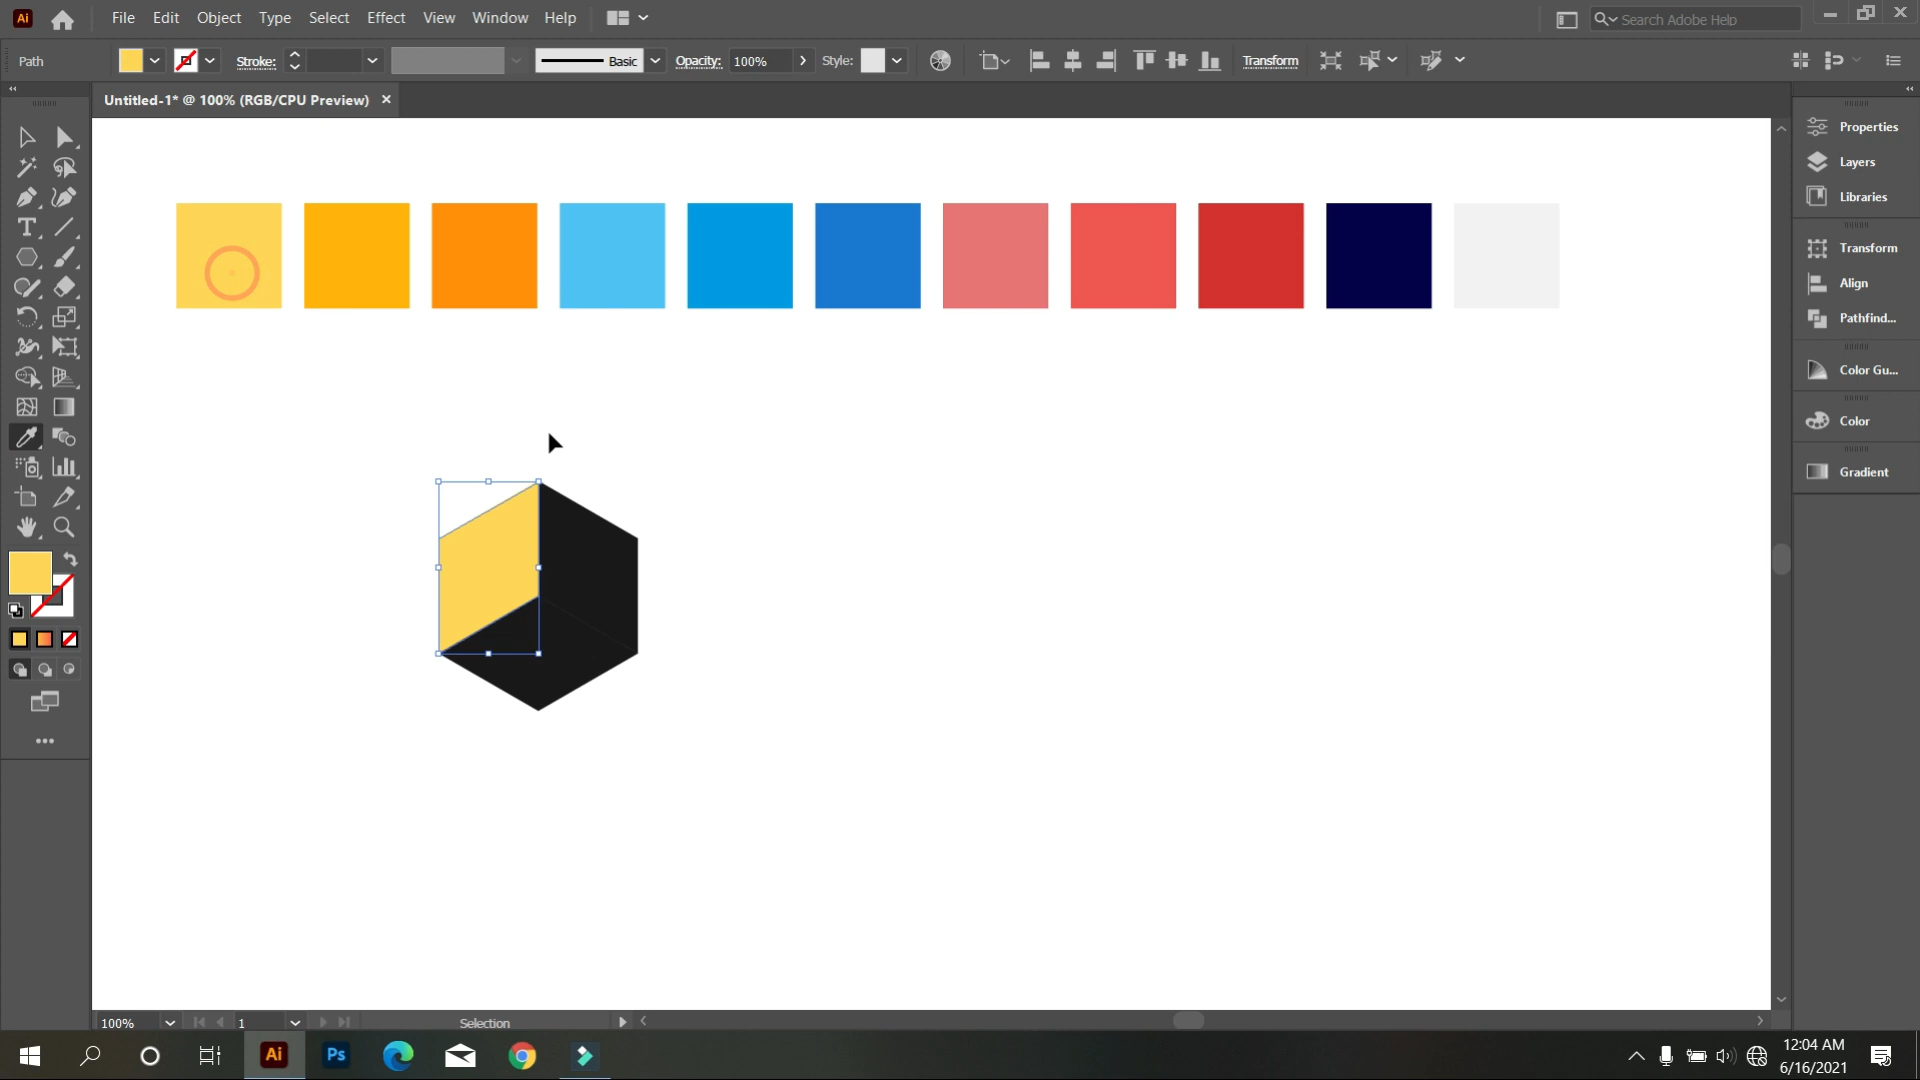 Ai File Edit Object Type Select Effect View Window Help Search Adobe Help
Path Stroke: Basic Opacity: 100% Style: Transform
Untitled-1* @ 100% (RGB/CPU Preview)
Properties
Layers
Libraries
Transform
Align
Pathfind...
Color Gu...
Color
Gradient
100% 1 Selection
Ai Ps 12:04 AM
6/16/2021